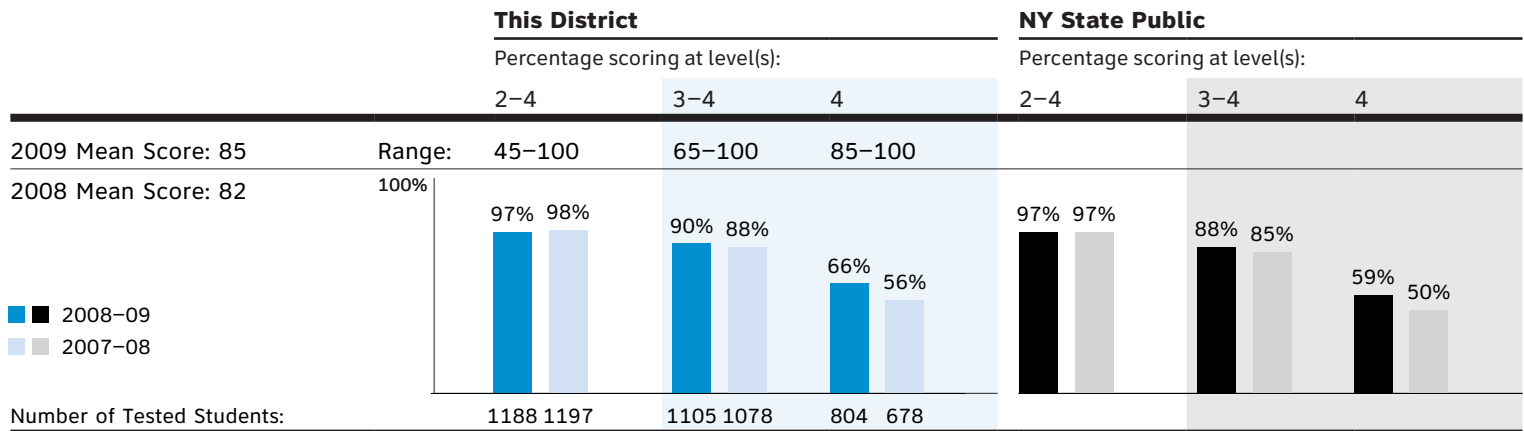 This District NY State Public
Percentage scoring at level(s): Percentage scoring at level(s):
2–4 3–4 4 2–4 3–4 4
2009 Mean Score: 85 Range: 45–100 65–100 85–100
2008 Mean Score: 82 100%
97% 98% 90% 88% 66% 56% 97% 97% 88% 85% 59% 50%
2008–09
2007–08
Number of Tested Students: 1188 1197 1105 1078 804 678